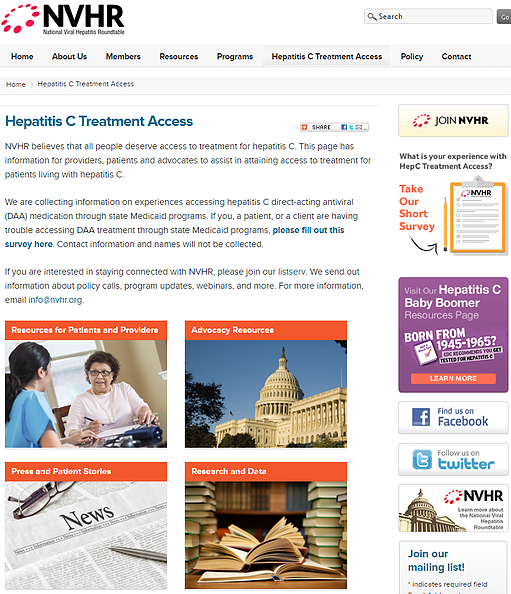 NVHR
National Viral Hepatitis Roundtable
Search
Go
Home About Us Members Resources Programs Hepatitis C Treatment Access Policy Contact
Home Hepatitis C Treatment Access
Hepatitis C Treatment Access
SHARE
NVHR believes that all people deserve access to treatment for hepatitis C. This page has
information for providers, patients and advocates to assist in attaining access to treatment for
patients living with hepatitis C.
We are collecting information on experiences accessing hepatitis C direct-acting antiviral
(DAA) medication through state Medicaid programs. If you, a patient, or a client are having
trouble accessing DAA treatment through state Medicaid programs, please fill out this
survey here. Contact information and names will not be collected.
If you are interested in staying connected with NVHR, please join our listserv. We send out
information about policy calls, program updates, webinars, and more. For more information,
email info@nvhr.org.
Resources for Patients and Providers
Advocacy Resources
Press and Patient Stories
News
Research and Data
JOIN NVHR
What is your experience with
HepC Treatment Access?
Take
Our
Short
Survey
NVHR
Visit Our Hepatitis C
Baby Boomer
Resources Page
BORN FROM
1945-1965?
CDC RECOMMENDS YOU GET
TESTED FOR HEPATITIS C
LEARN MORE
Find us on
Facebook
Follow us on
twitter
NVHR
Learn more about
the National Viral
Hepatitis
Roundtable
Join our
mailing list!
* indicates required field